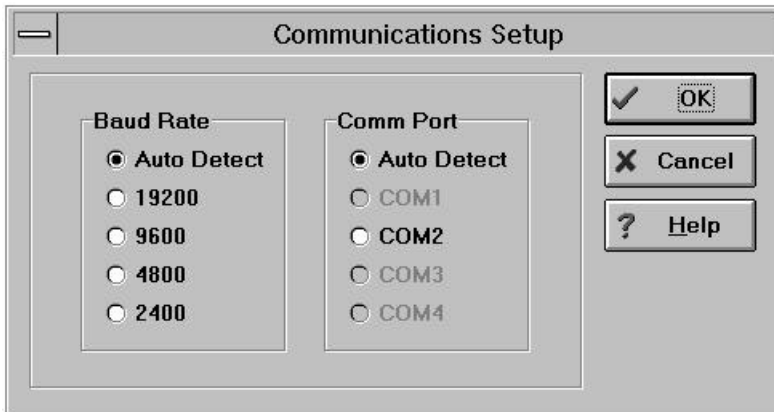 Communications Setup
Baud Rate
Auto Detect
19200
9600
4800
2400
Comm Port
Auto Detect
COM1
COM2
COM3
COM4
OK
Cancel
Help